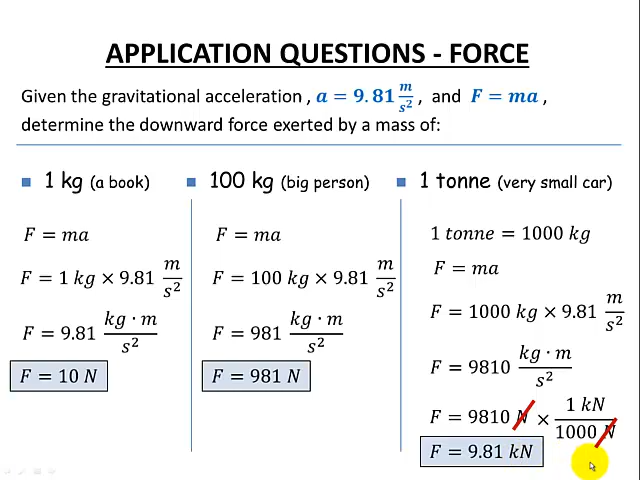 APPLICATION QUESTIONS - FORCE
Given the gravitational acceleration , a = 9.81 m/s², and F = ma ,
determine the downward force exerted by a mass of:
1 kg (a book)
F = ma
F = 1 kg × 9.81 m/s²
F = 9.81 kg · m/s²
F = 10 N
100 kg (big person)
F = ma
F = 100 kg × 9.81 m/s²
F = 981 kg · m/s²
F = 981 N
1 tonne (very small car)
1 tonne = 1000 kg
F = ma
F = 1000 kg × 9.81 m/s²
F = 9810 kg · m/s²
F = 9810 N × 1 kN/1000 N
F = 9.81 kN